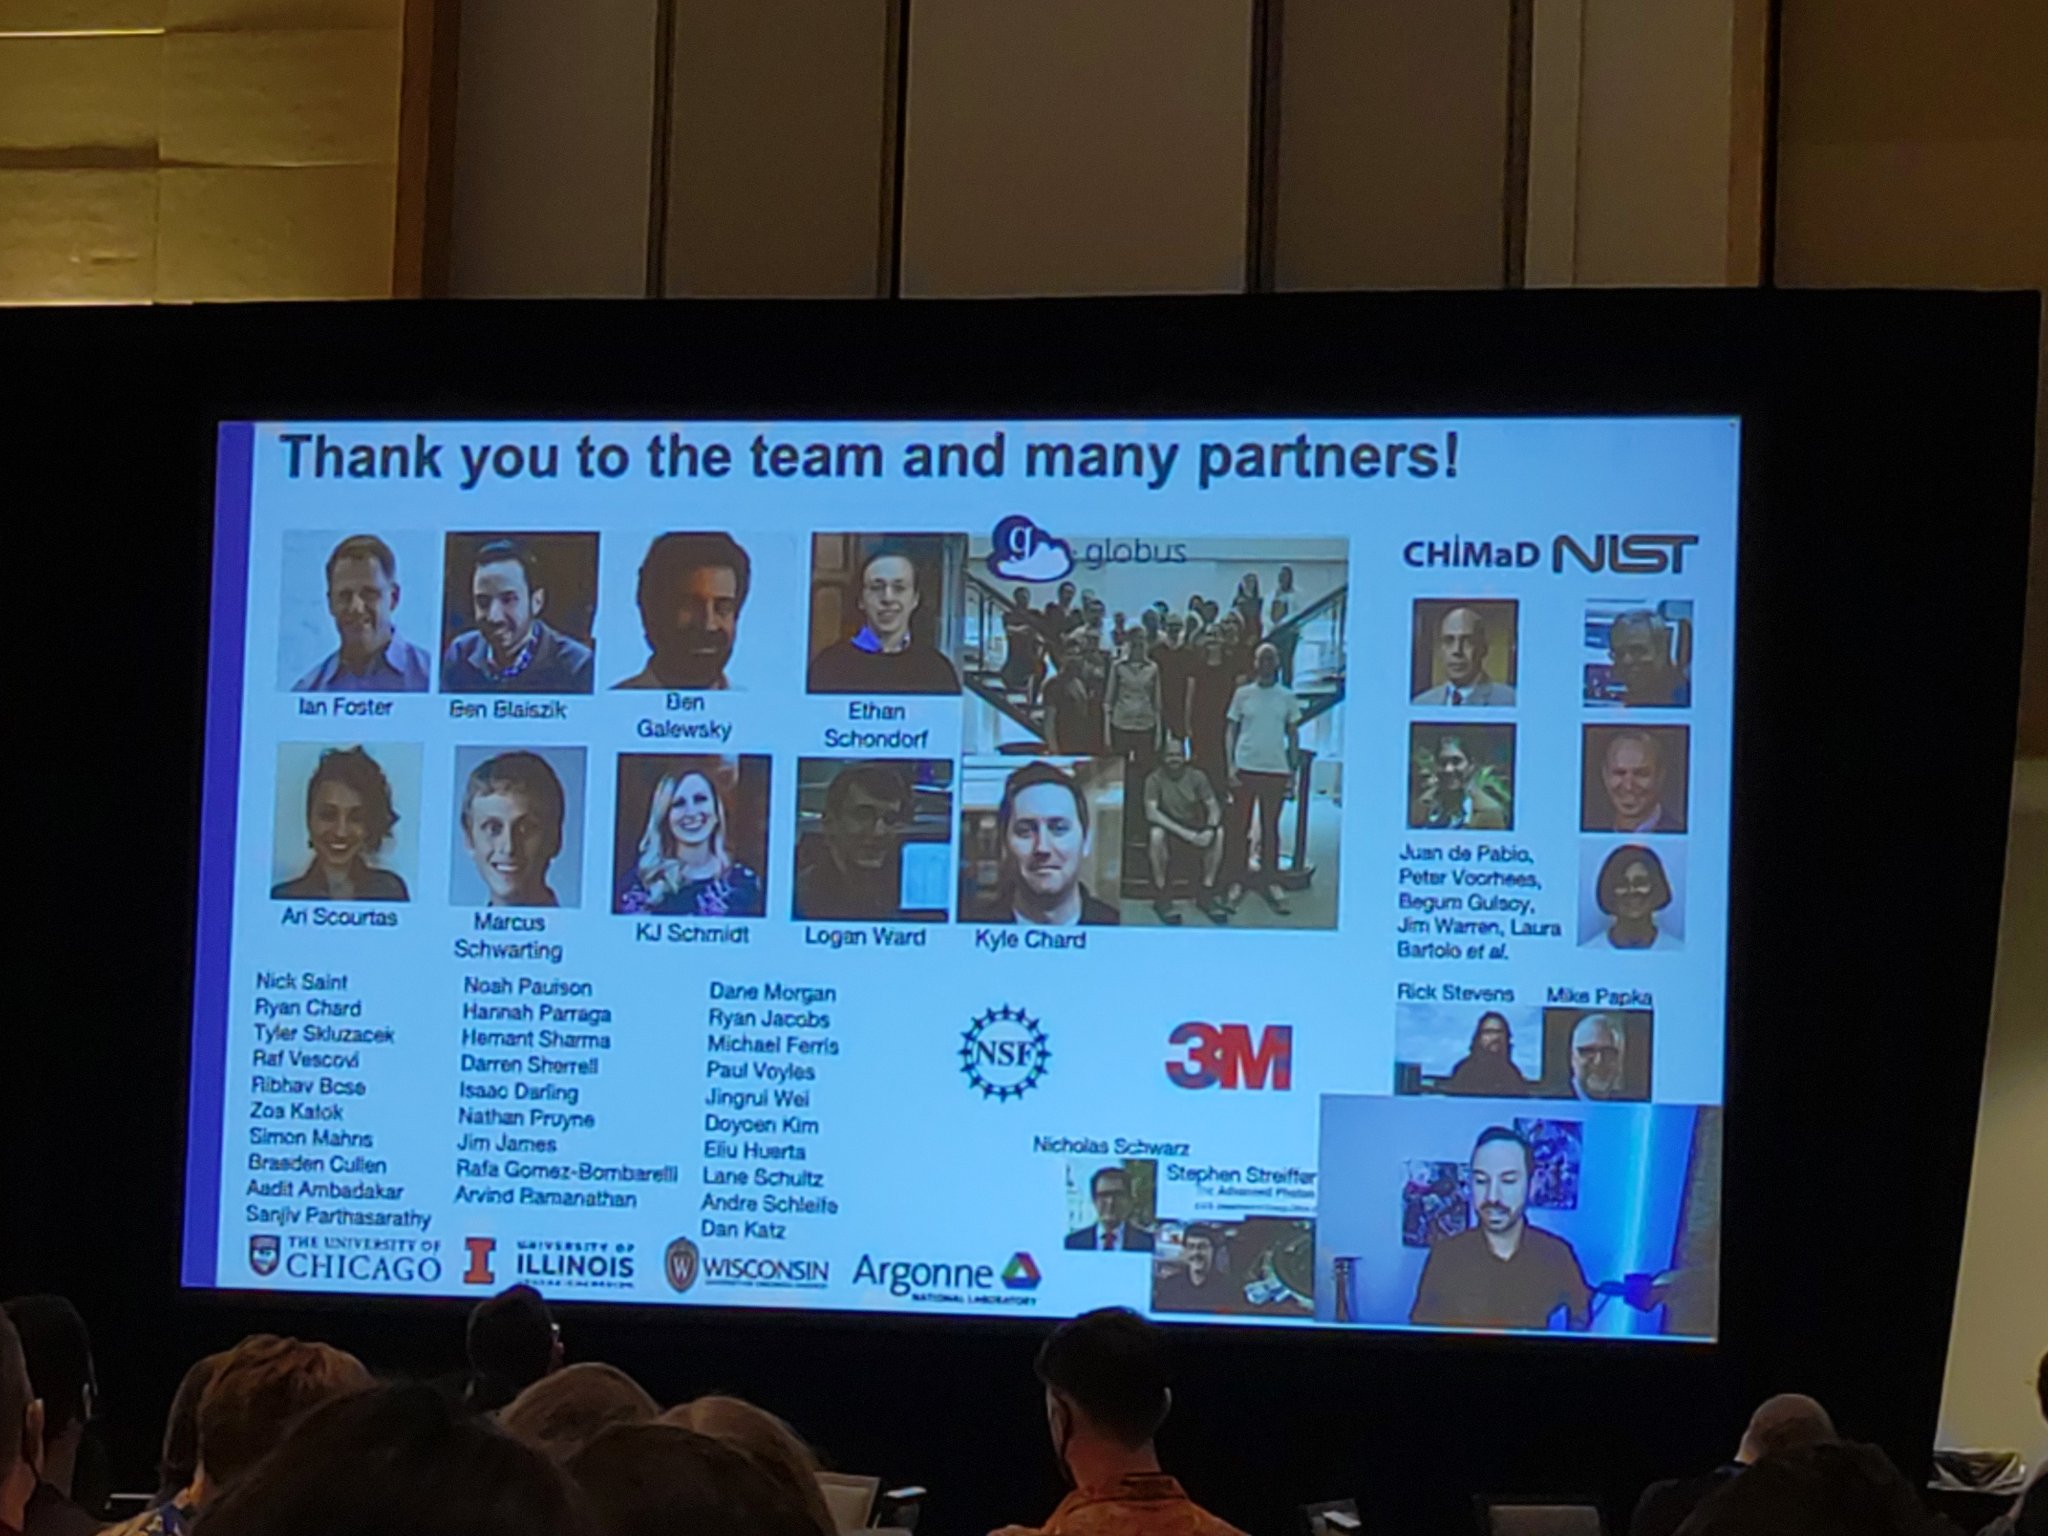 Thank you to the team and many partners!
g globus
CHiMaD NIST
Ian Foster
Ben Blaiszik
Ben
Galewsky
Ethan
Schondorf
Ari Scourtas
Marcus
Schwarting
KJ Schmidt
Logan Ward
Kyle Chard
Juan de Pablo,
Peter Voorhees,
Begum Gulsoy,
Jim Warren, Laura
Bartolo et al.
Rick Stevens
Mike Papka
Nick Saint
Ryan Chard
Tyler Skluzacek
Raf Vescovi
Ribhav Bose
Zoa Katok
Simon Mahns
Braeden Cullen
Aadit Ambadakar
Sanjiv Parthasarathy
Noah Paulson
Hannah Parraga
Hemant Sharma
Darren Sherrell
Isaac Darling
Nathan Pruyne
Jim James
Rafa Gomez-Bombarelli
Arvind Ramanathan
Dane Morgan
Ryan Jacobs
Michael Ferris
Paul Voyles
Jingrui Wei
Doyoen Kim
Eliu Huerta
Lane Schultz
Andre Schleife
Dan Katz
NSF
3M
Nicholas Schwarz
Stephen Streiffer
The Advanced Photon
THE UNIVERSITY OF
CHICAGO
I
UNIVERSITY OF
ILLINOIS
W
WISCONSIN
Argonne
NATIONAL LABORATORY